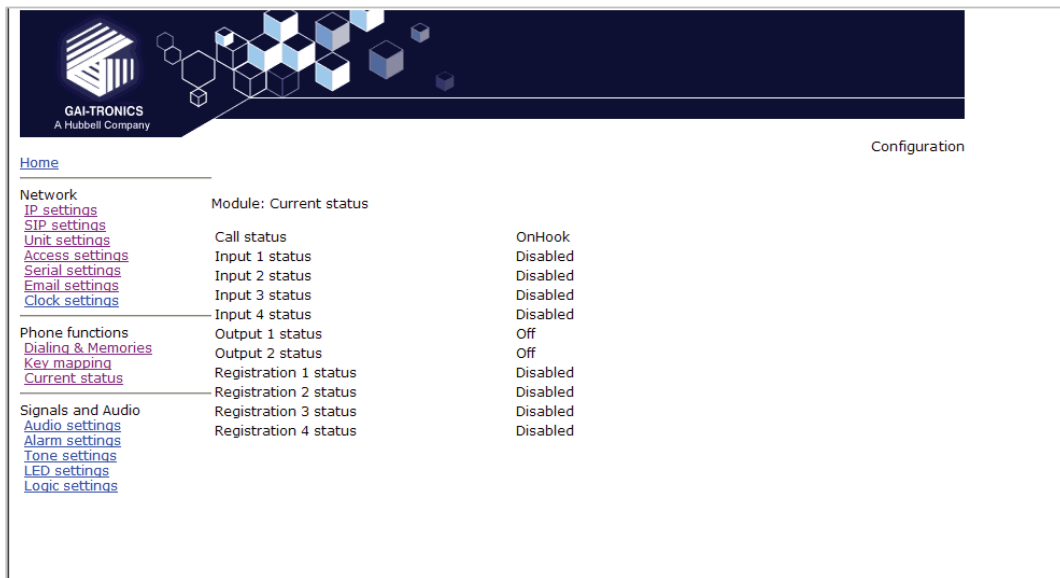 GAI-TRONICS
A Hubbell Company
Configuration
Home
Network
IP settings
SIP settings
Unit settings
Access settings
Serial settings
Email settings
Clock settings
Phone functions
Dialing & Memories
Key mapping
Current status
Signals and Audio
Audio settings
Alarm settings
Tone settings
LED settings
Logic settings
Module: Current status
Call status OnHook
Input 1 status Disabled
Input 2 status Disabled
Input 3 status Disabled
Input 4 status Disabled
Output 1 status Off
Output 2 status Off
Registration 1 status Disabled
Registration 2 status Disabled
Registration 3 status Disabled
Registration 4 status Disabled